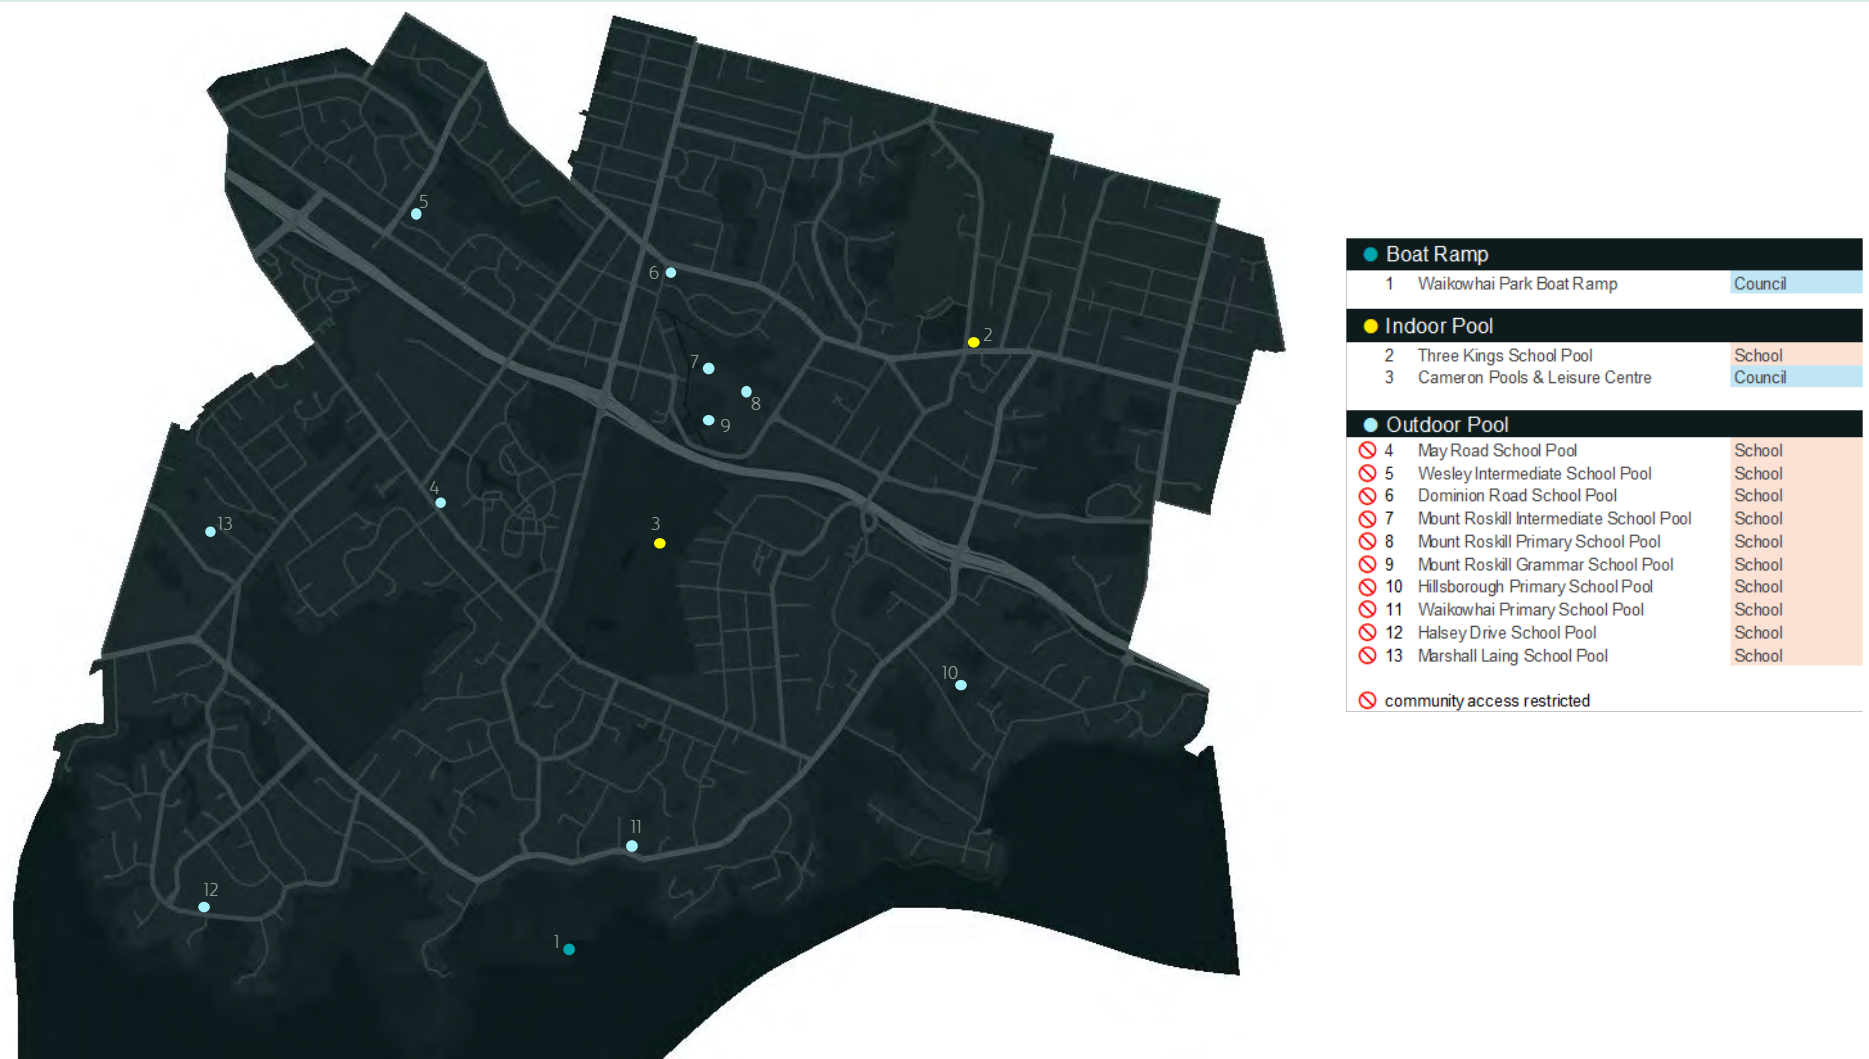 5
6
2
7
8
9
4
3
13
10
11
12
1
Boat Ramp
1 Waikowhai Park Boat Ramp Council
Indoor Pool
2 Three Kings School Pool School
3 Cameron Pools & Leisure Centre Council
Outdoor Pool
4 May Road School Pool School
5 Wesley Intermediate School Pool School
6 Dominion Road School Pool School
7 Mount Roskill Intermediate School Pool School
8 Mount Roskill Primary School Pool School
9 Mount Roskill Grammar School Pool School
10 Hillsborough Primary School Pool School
11 Waikowhai Primary School Pool School
12 Halsey Drive School Pool School
13 Marshall Laing School Pool School
community access restricted